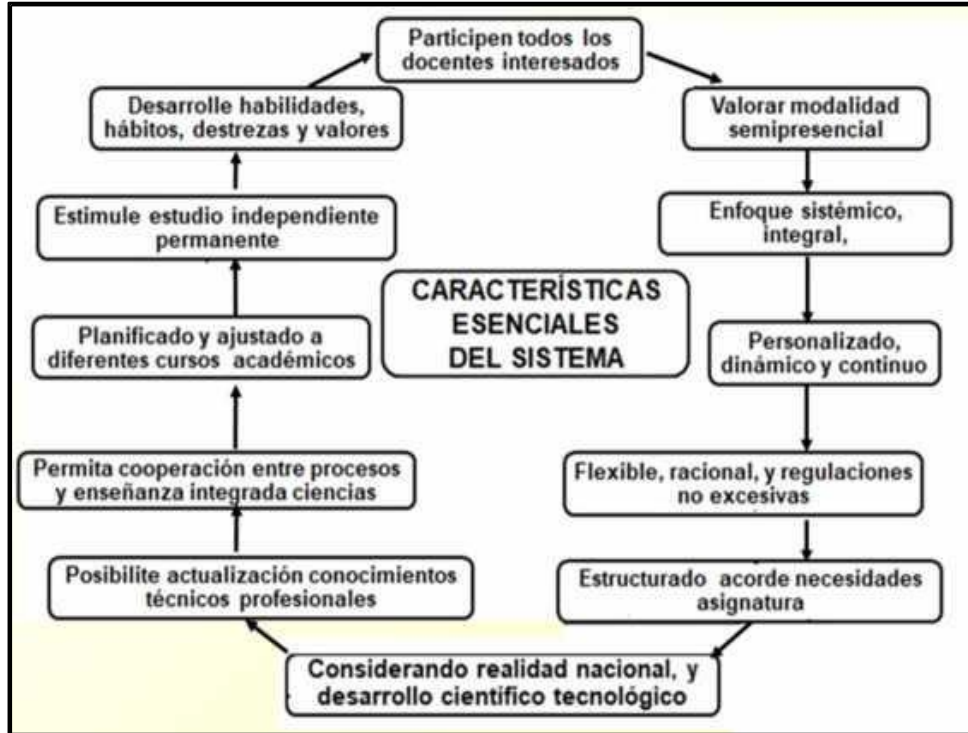 Participen todos los
docentes interesados
Valorar modalidad
semipresencial
Enfoque sistémico,
integral,
Personalizado,
dinámico y continuo
Flexible, racional, y regulaciones
no excesivas
Estructurado acorde necesidades
asignatura
Considerando realidad nacional, y
desarrollo científico tecnológico
Posibilite actualización conocimientos
técnicos profesionales
Permita cooperación entre procesos
y enseñanza integrada ciencias
Planificado y ajustado a
diferentes cursos académicos
Estimule estudio independiente
permanente
Desarrolle habilidades,
hábitos, destrezas y valores
CARACTERÍSTICAS
ESENCIALES
DEL SISTEMA